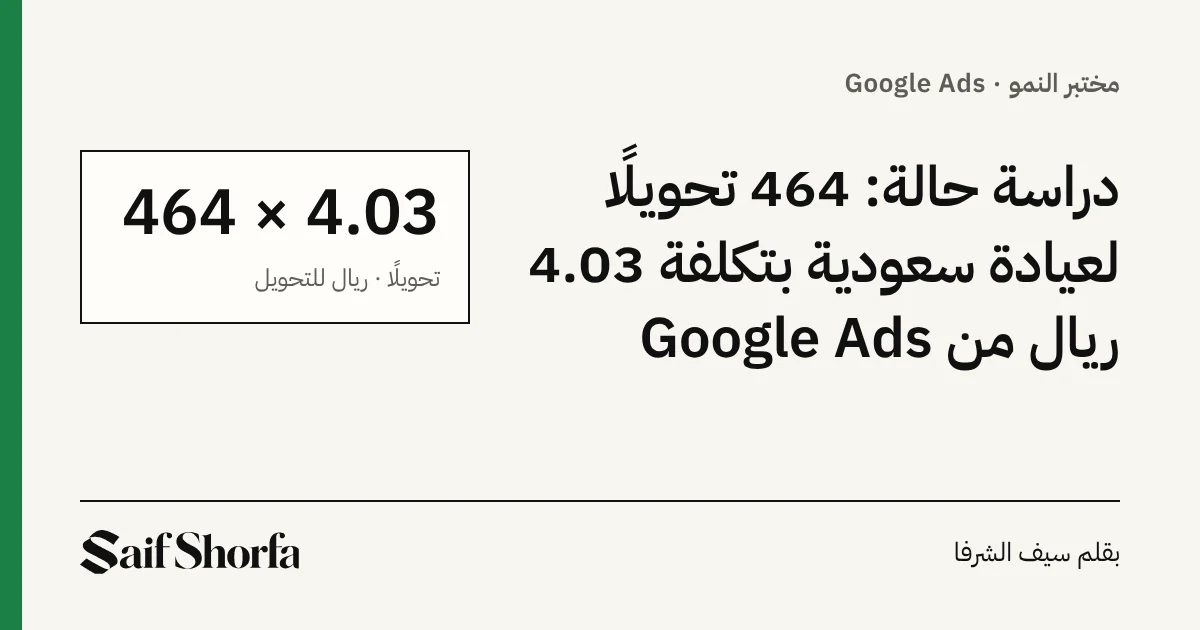 مختبر النمو · Google Ads
دراسة حالة: 464 تحويلًا
لعيادة سعودية بتكلفة 4.03
ريال من Google Ads
464 × 4.03
تحويلًا · ريال للتحويل
بقلم سيف الشرفا
Saif Shorfa